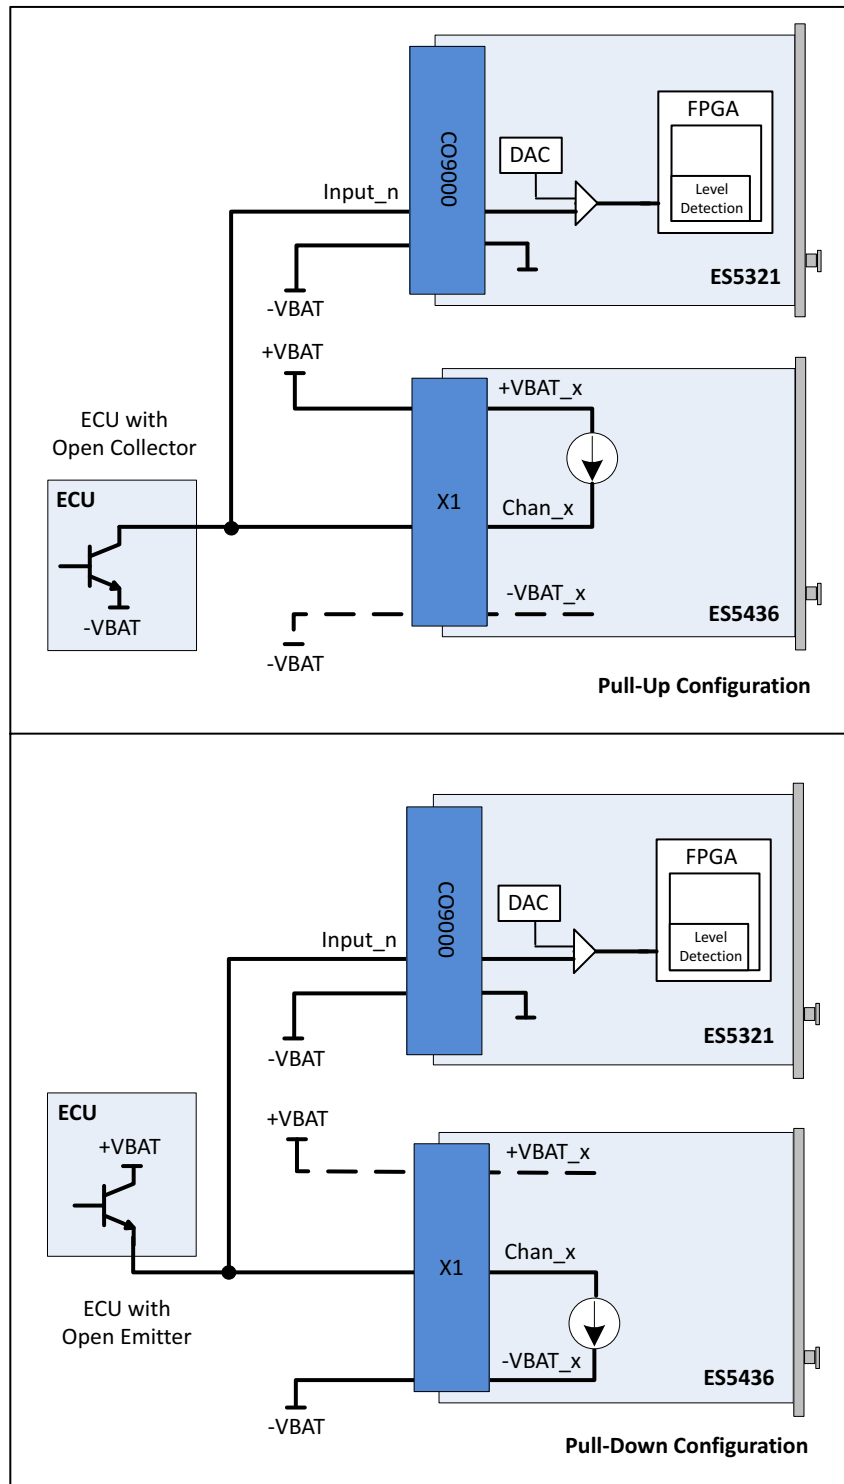 FPGA
DAC
CO9000
Level
Detection
Input_n
ES5321
-VBAT
+VBAT
+VBAT_x
ECU with
Open Collector
ECU
X1
Chan_x
-VBAT
-VBAT_x
ES5436
-VBAT
Pull-Up Configuration
FPGA
DAC
CO9000
Level
Detection
Input_n
ES5321
-VBAT
ECU
+VBAT
+VBAT
+VBAT_x
Chan_x
X1
ECU with
Open Emitter
-VBAT_x
ES5436
-VBAT
Pull-Down Configuration